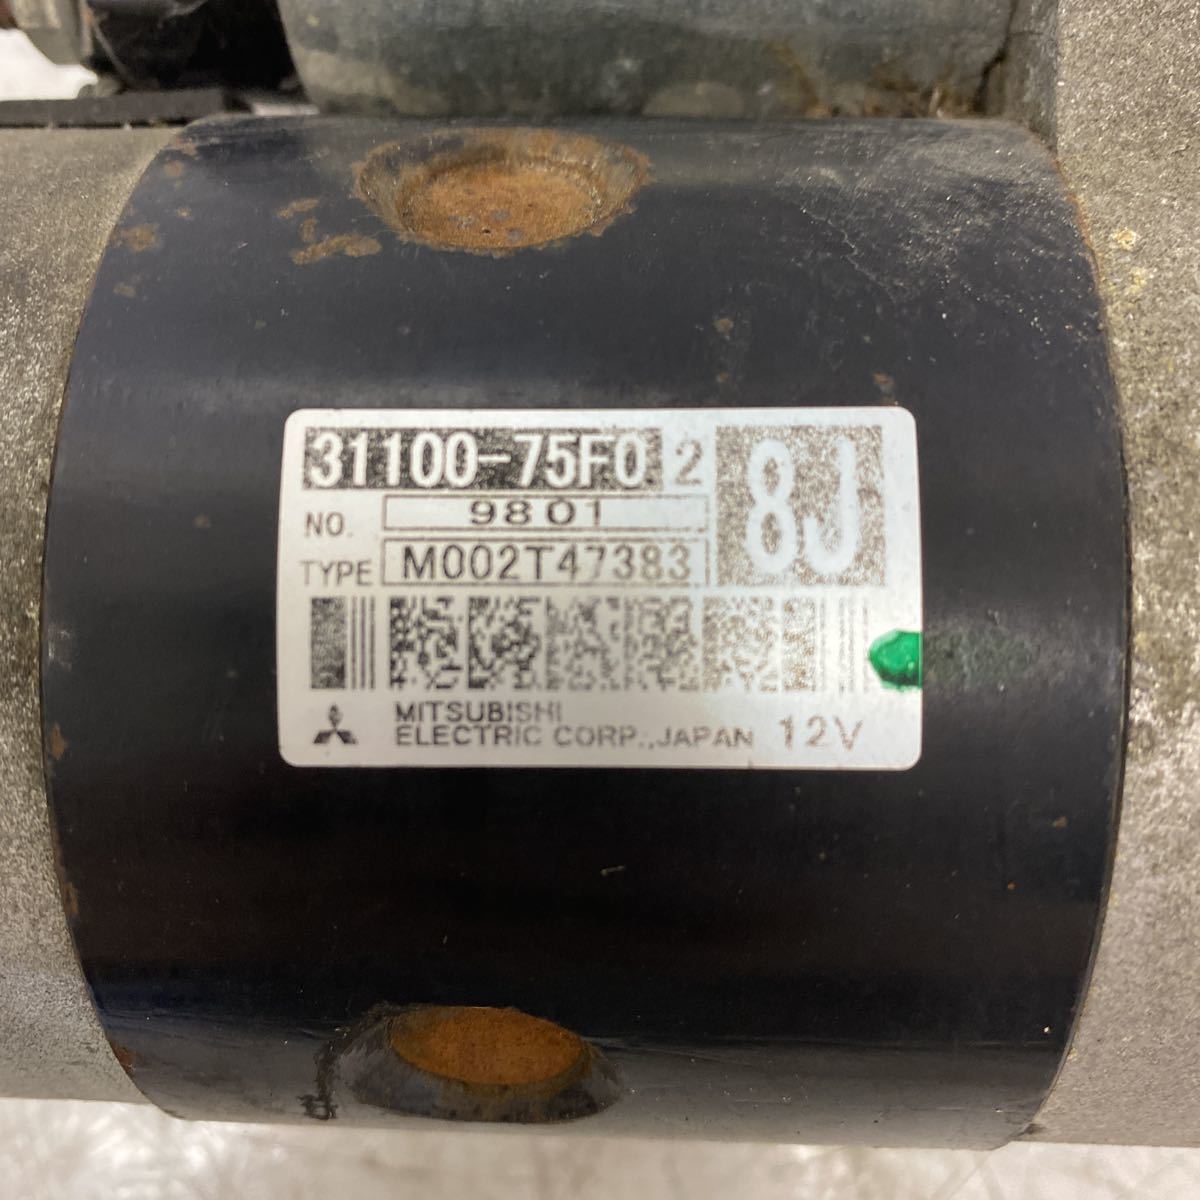 31100-75F0 2
8J
NO. 9801
TYPE M002T47383
MITSUBISHI
ELECTRIC CORP.,JAPAN 12V